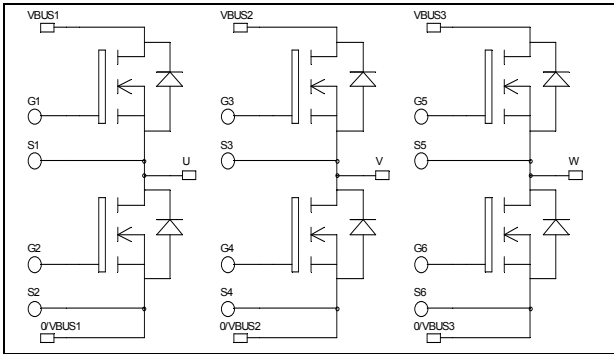 VBUS1 VBUS2 VBUS3
G1 G3 G5
S1 S3 S5
U V W
G2 G4 G6
S2 S4 S6
0/VBUS1 0/VBUS2 0/VBUS3